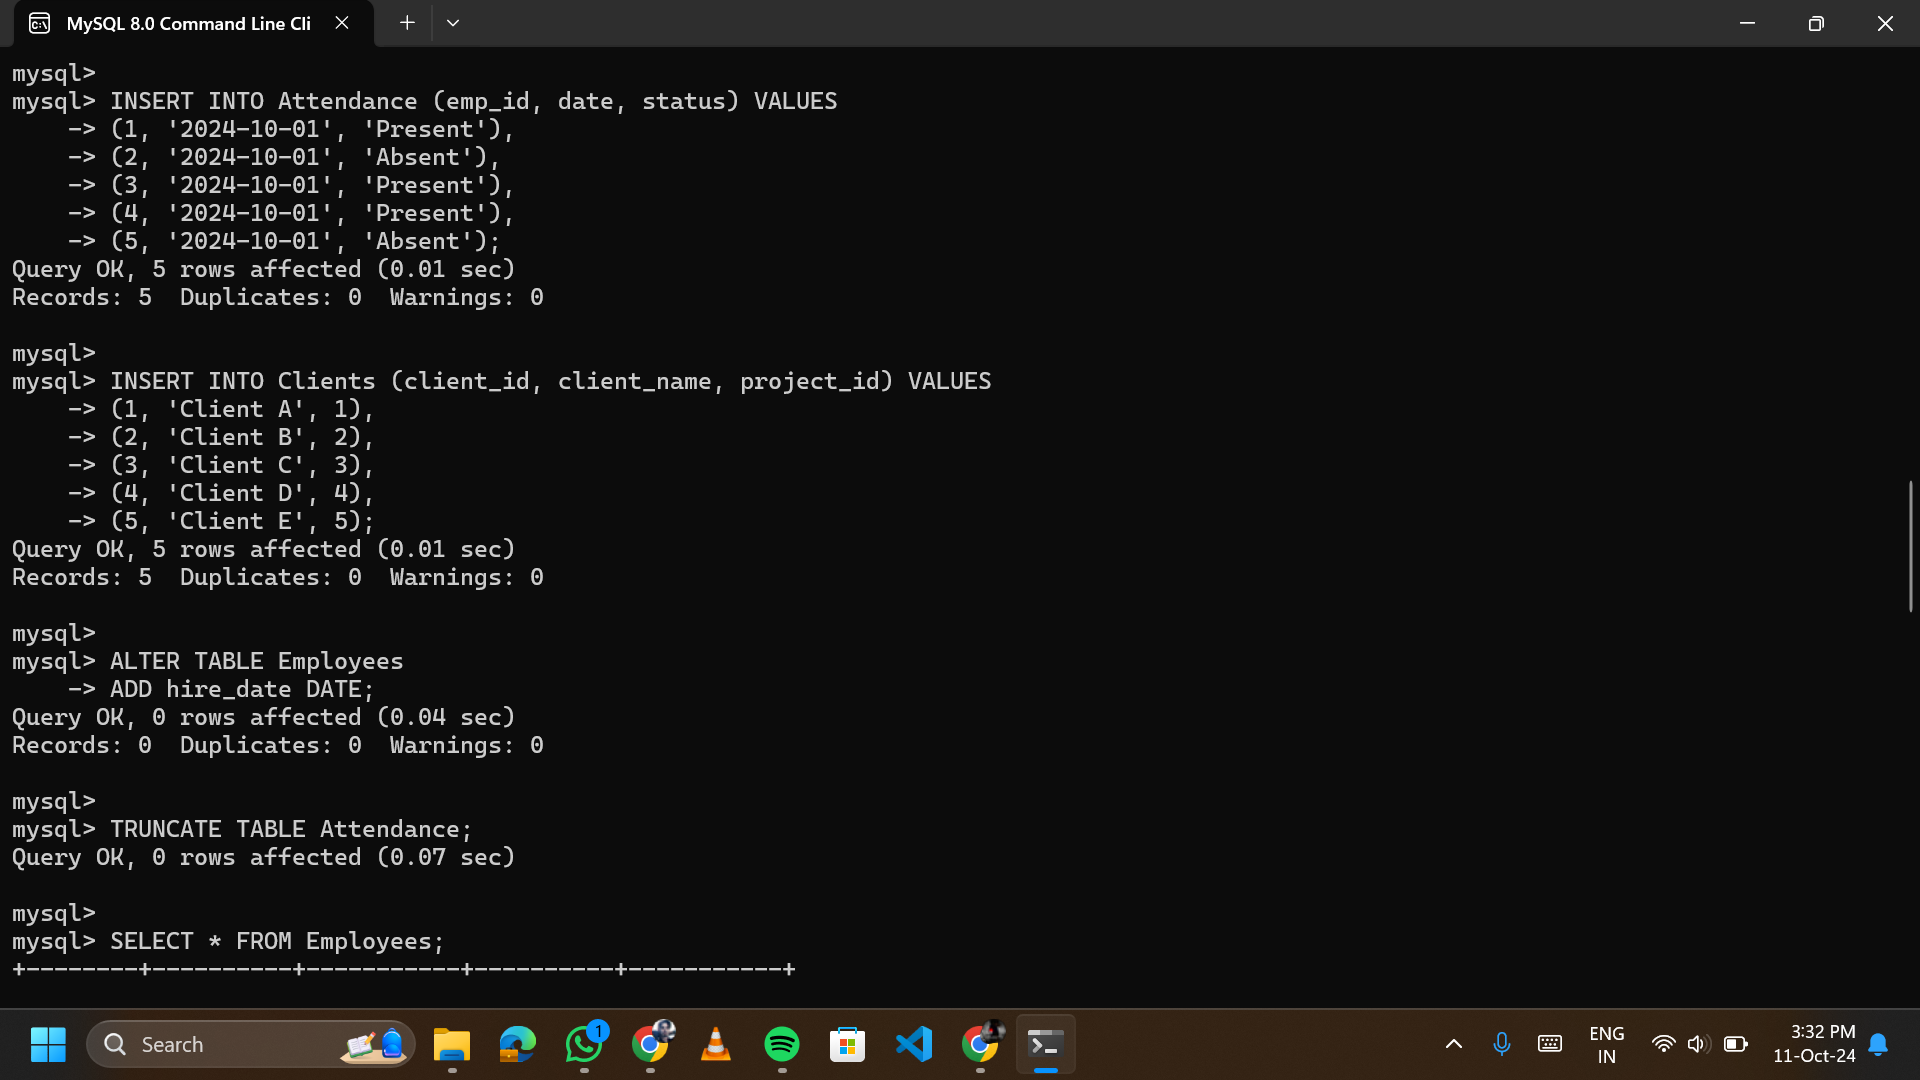 MySQL 8.0 Command Line Cli
mysql>
mysql> INSERT INTO Attendance (emp_id, date, status) VALUES
    -> (1, '2024-10-01', 'Present'),
    -> (2, '2024-10-01', 'Absent'),
    -> (3, '2024-10-01', 'Present'),
    -> (4, '2024-10-01', 'Present'),
    -> (5, '2024-10-01', 'Absent');
Query OK, 5 rows affected (0.01 sec)
Records: 5  Duplicates: 0  Warnings: 0
mysql>
mysql> INSERT INTO Clients (client_id, client_name, project_id) VALUES
    -> (1, 'Client A', 1),
    -> (2, 'Client B', 2),
    -> (3, 'Client C', 3),
    -> (4, 'Client D', 4),
    -> (5, 'Client E', 5);
Query OK, 5 rows affected (0.01 sec)
Records: 5  Duplicates: 0  Warnings: 0
mysql>
mysql> ALTER TABLE Employees
    -> ADD hire_date DATE;
Query OK, 0 rows affected (0.04 sec)
Records: 0  Duplicates: 0  Warnings: 0
mysql>
mysql> TRUNCATE TABLE Attendance;
Query OK, 0 rows affected (0.07 sec)
mysql>
mysql> SELECT * FROM Employees;
+--------+----------+-----------+----------+-----------+
Search
1
ENG
IN
3:32 PM
11-Oct-24